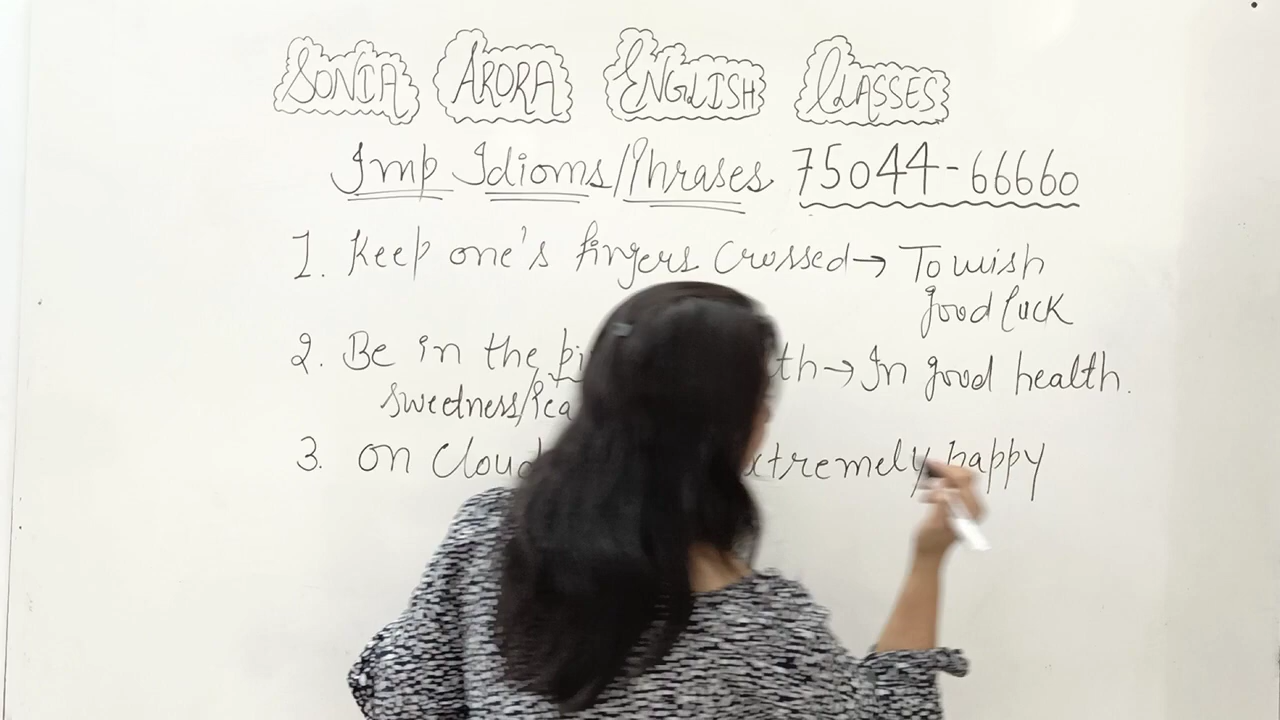 SONIA ARORA ENGLISH CLASSES
Imp Idioms/Phrases 75044-66660
1. Keep one's fingers crossed → To wish
good luck
2. Be in the → In good health.
sweetness/
3. on Cloud extremely happy